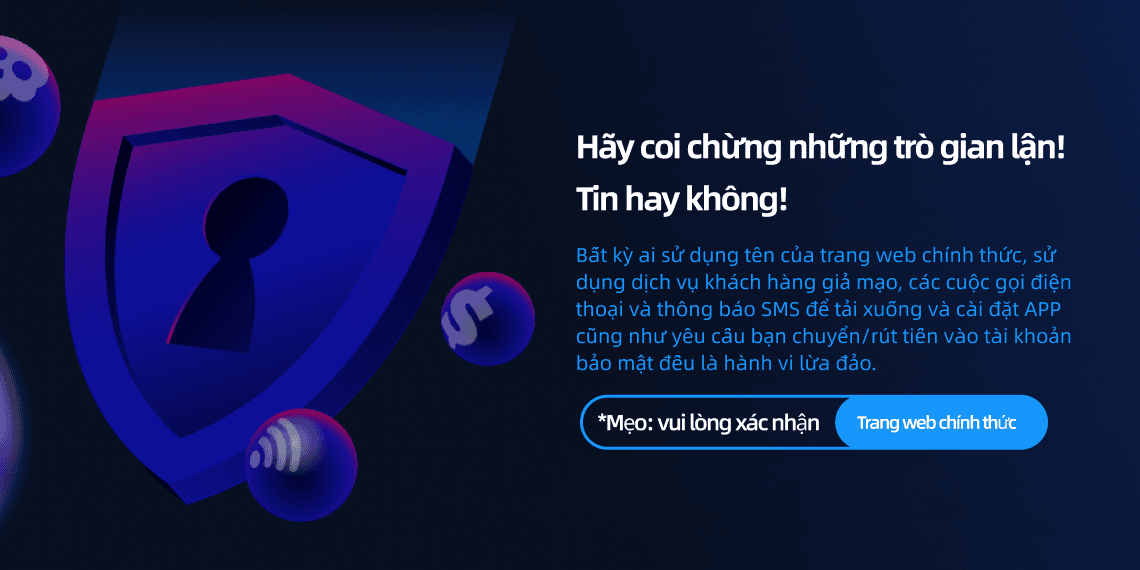 Hãy coi chừng những trò gian lận!
Tin hay không!
Bất kỳ ai sử dụng tên của trang web chính thức, sử
dụng dịch vụ khách hàng giả mạo, các cuộc gọi điện
thoại và thông báo SMS để tải xuống và cài đặt APP
cũng như yêu cầu bạn chuyển/rút tiền vào tài khoản
bảo mật đều là hành vi lừa đảo.
*Mẹo: vui lòng xác nhận Trang web chính thức